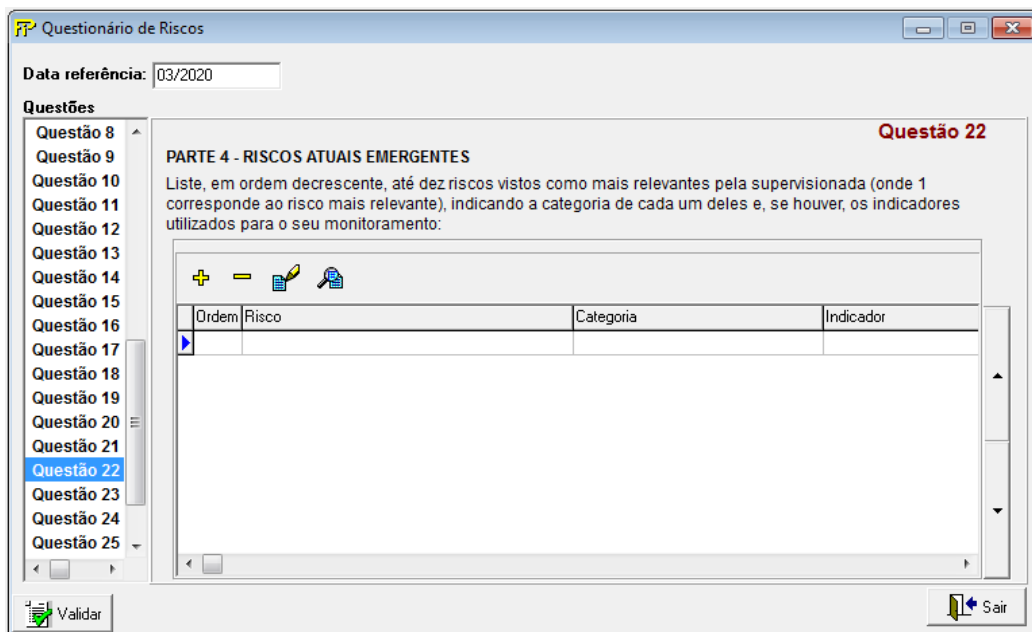 FIP Questionário de Riscos
Data referência: 03/2020
Questões
Questão 8
Questão 9
Questão 10
Questão 11
Questão 12
Questão 13
Questão 14
Questão 15
Questão 16
Questão 17
Questão 18
Questão 19
Questão 20
Questão 21
Questão 22
Questão 23
Questão 24
Questão 25
Questão 22
PARTE 4 - RISCOS ATUAIS EMERGENTES
Liste, em ordem decrescente, até dez riscos vistos como mais relevantes pela supervisionada (onde 1
corresponde ao risco mais relevante), indicando a categoria de cada um deles e, se houver, os indicadores
utilizados para o seu monitoramento:
Ordem Risco Categoria Indicador
Validar
Sair